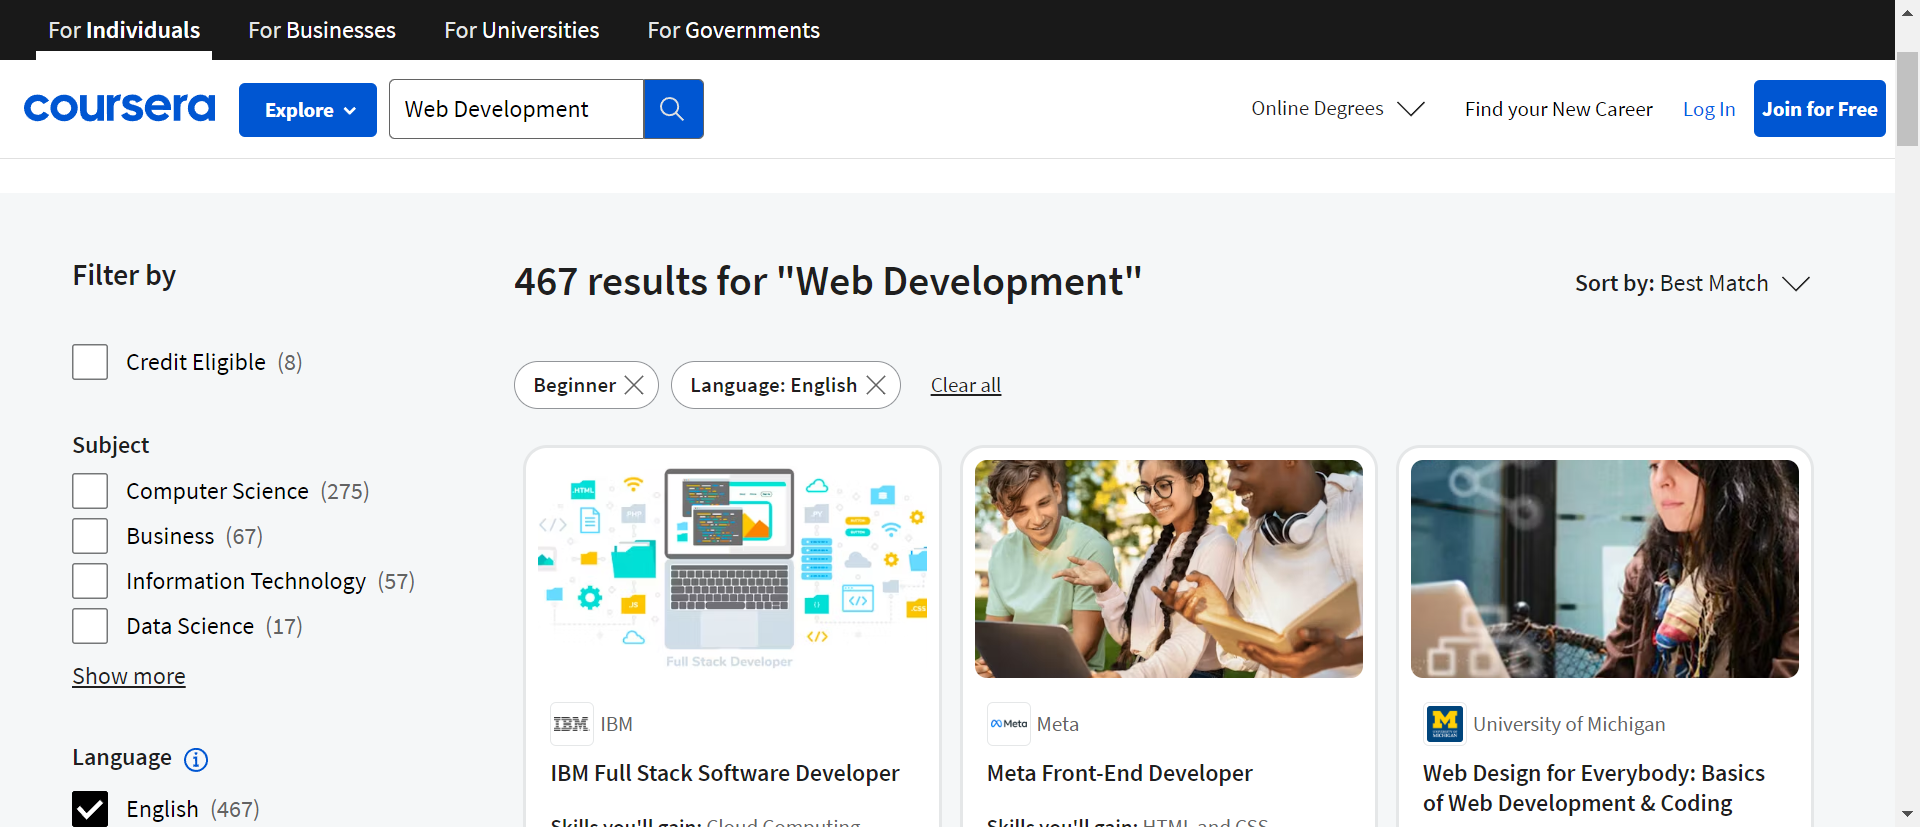 For Individuals For Businesses For Universities For Governments
coursera Explore Web Development Online Degrees Find your New Career Log In Join for Free
Filter by
467 results for "Web Development"
Sort by: Best Match
Credit Eligible (8)
Beginner Language: English Clear all
Subject
Computer Science (275)
Business (67)
Information Technology (57)
Data Science (17)
Show more
Language
English (467)
.HTML
PHP
JS
.PY
{}
</>
</>
</>
.CSS
Full Stack Developer
IBM IBM
IBM Full Stack Software Developer
Skills you'll gain: Cloud Computing,
Meta Meta
Meta Front-End Developer
Skills you'll gain: HTML and CSS,
M
UNIVERSITY OF
MICHIGAN
University of Michigan
Web Design for Everybody: Basics
of Web Development & Coding